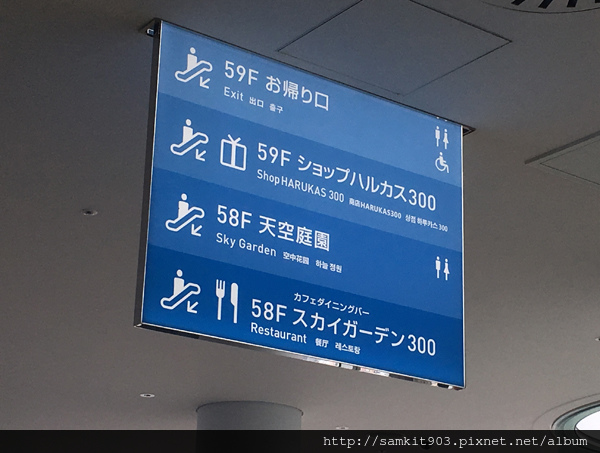 59F お帰り口
Exit 出口 출구
59F ショップハルカス300
Shop HARUKAS 300 商店HARUKAS300 상점 하루카스 300
58F 天空庭園
Sky Garden 空中花園 하늘 정원
カフェダイニングバー
58F スカイガーデン300
Restaurant 餐厅 레스토랑
http://samkit903.pixnet.net/album